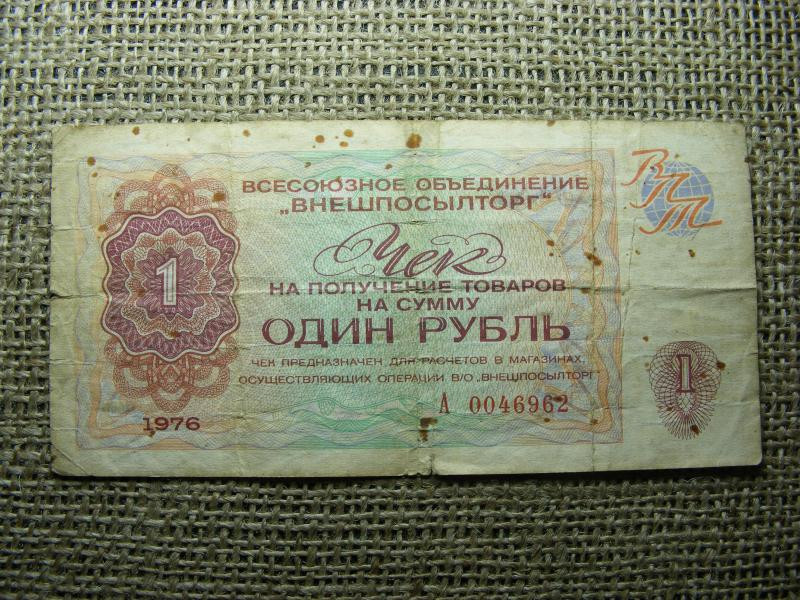 ВСЕСОЮЗНОЕ ОБЪЕДИНЕНИЕ
„ВНЕШПОСЫЛТОРГ"
ВПТ
Чек
НА ПОЛУЧЕНИЕ ТОВАРОВ
НА СУММУ
ОДИН РУБЛЬ
1
ЧЕК ПРЕДНАЗНАЧЕН ДЛЯ РАСЧЕТОВ В МАГАЗИНАХ,
ОСУЩЕСТВЛЯЮЩИХ ОПЕРАЦИИ В/О „ВНЕШПОСЫЛТОРГ"
1
А 0046962
1976